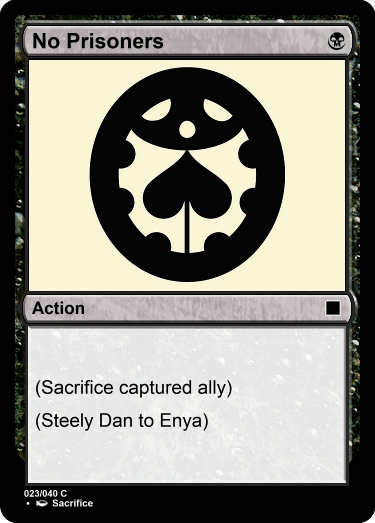 No Prisoners
Action
(Sacrifice captured ally)
(Steely Dan to Enya)
023/040 C
• Sacrifice